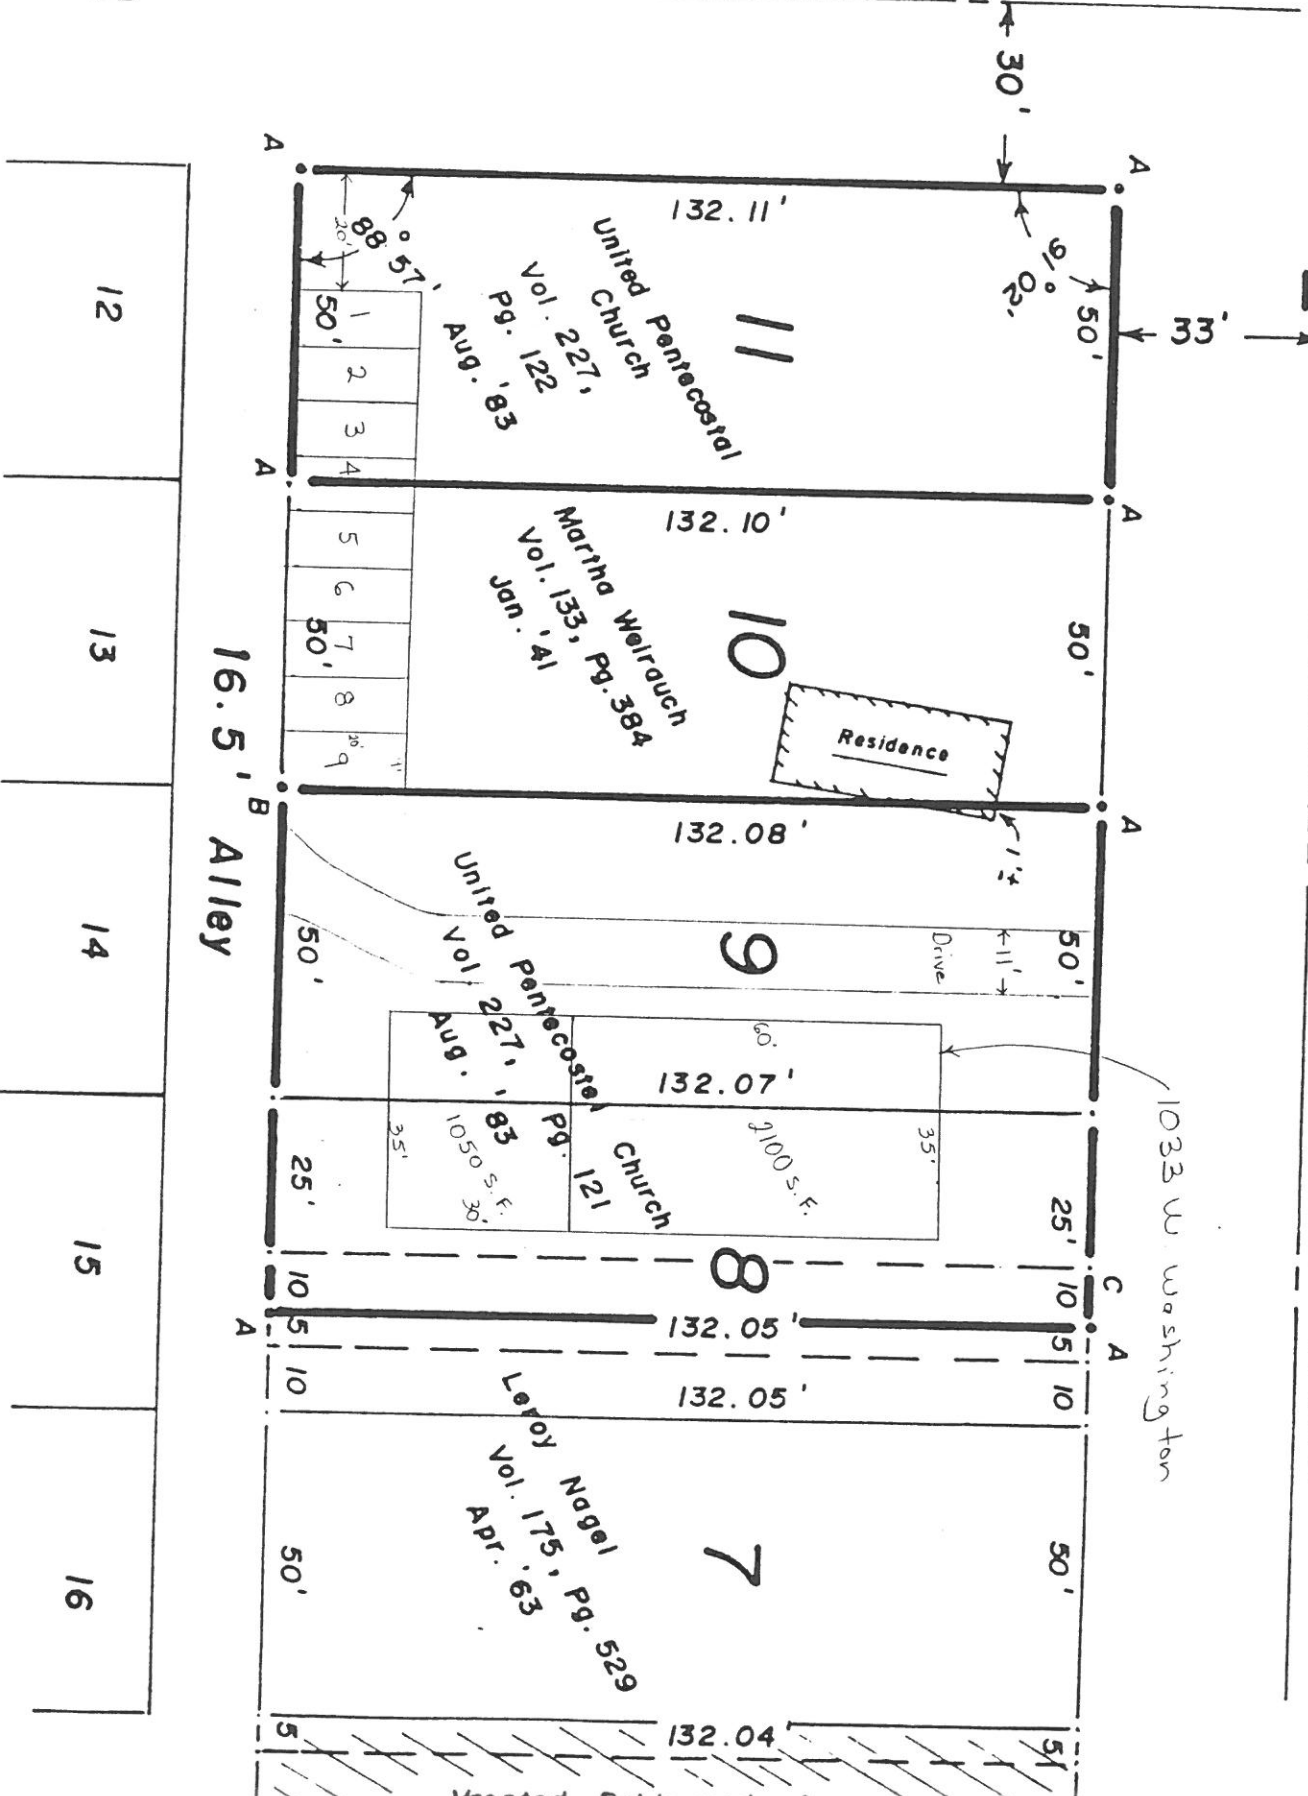 30'
33'
A
A
132.11'
91° 02'
50'
88° 57'
20'
50'
11
United Pentecostal
Church
Vol. 227,
Pg. 122
Aug. '83
1
2
3
4
5
6
7
8
9
20'
A
A
132.10'
50'
50'
10
Martha Weirauch
Vol. 133, Pg. 384
Jan. '41
Residence
1'±
B
A
132.08'
50'
50'
9
Drive
11'
United Pentecostal Church
Vol. 227, Pg. 121
Aug. '83
60'
132.07'
35'
2100 S.F.
35'
1050 S.F.
30'
1033 W. Washington
25'
25'
8
C
10
10
A
A
132.05'
5
5
132.05'
10
10
Leroy Nagel
Vol. 175, Pg. 529
Apr. '63
7
50'
50'
132.04
5
5
16.5' Alley
12
13
14
15
16